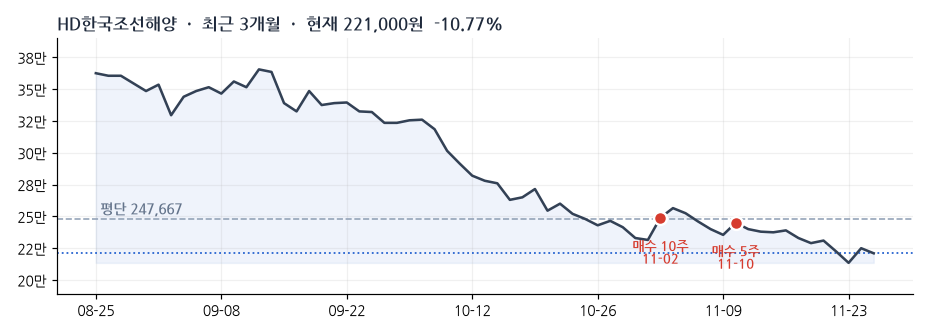 HD한국조선해양 · 최근 3개월 · 현재 221,000원 -10.77%
38만
35만
32만
30만
28만
25만
22만
20만
평단 247,667
매수 10주
11-02
매수 5주
11-10
08-25
09-08
09-22
10-12
10-26
11-09
11-23